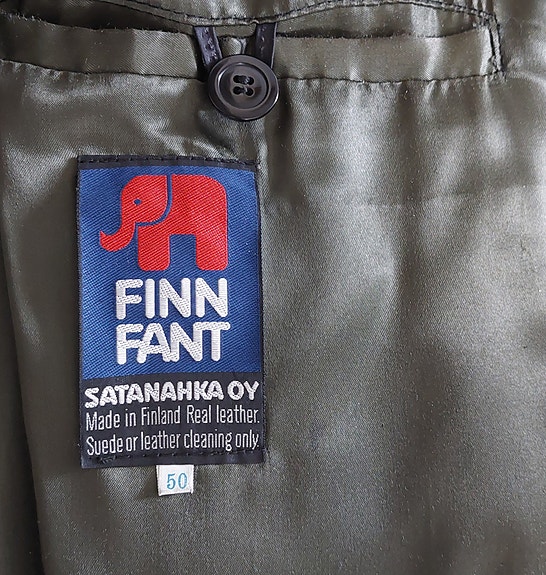 FINN
FANT
SATANAHKA OY
Made in Finland Real leather.
Suede or leather cleaning only.
50